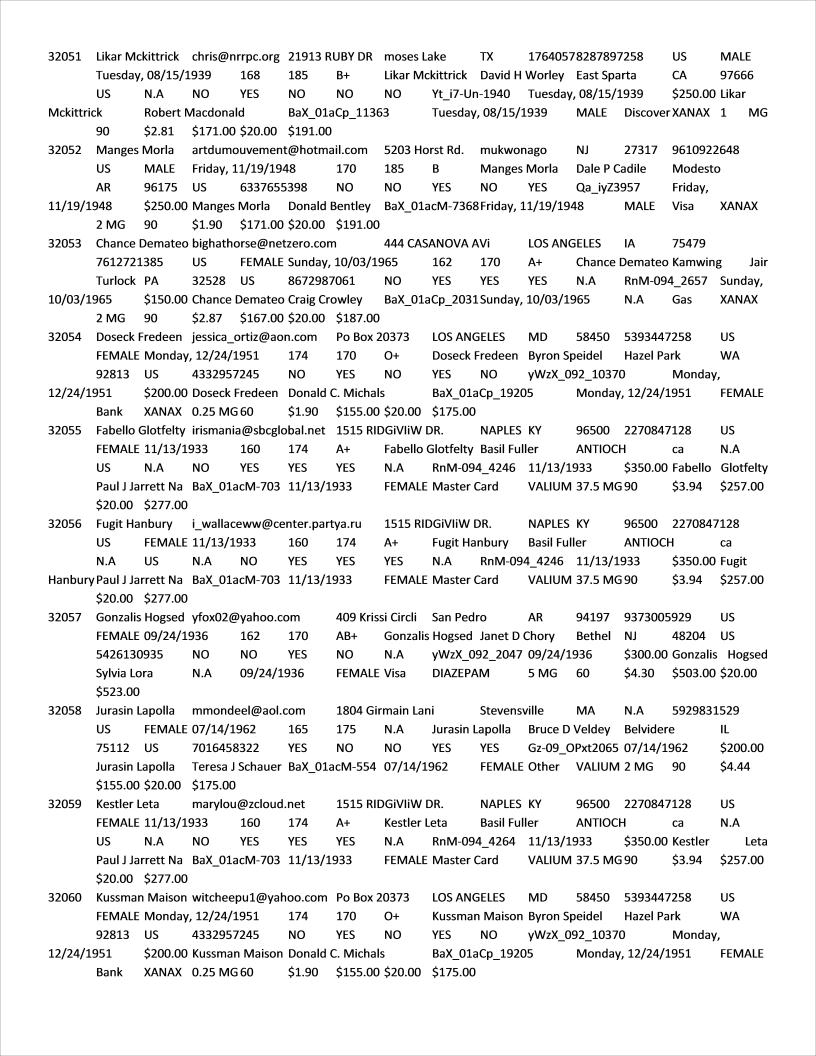 32051 Likar Mckittrick chris@nrrpc.org 21913 RUBY DR moses Lake TX 17640578287897258 US MALE
Tuesday, 08/15/1939 168 185 B+ Likar Mckittrick David H Worley East Sparta CA 97666
US N.A NO YES NO NO NO Yt_i7-Un-1940 Tuesday, 08/15/1939 $250.00 Likar
Mckittrick Robert Macdonald BaX_01aCp_11363 Tuesday, 08/15/1939 MALE Discover XANAX 1 MG
90 $2.81 $171.00 $20.00 $191.00
32052 Manges Morla artdumouvement@hotmail.com 5203 Horst Rd. mukwonago NJ 27317 9610922648
US MALE Friday, 11/19/1948 170 185 B Manges Morla Dale P Cadile Modesto
AR 96175 US 6337655398 NO NO YES NO YES Qa_iyZ3957 Friday,
11/19/1948 $250.00 Manges Morla Donald Bentley BaX_01acM-7368 Friday, 11/19/1948 MALE Visa XANAX
2 MG 90 $1.90 $171.00 $20.00 $191.00
32053 Chance Demateo bighathorse@netzero.com 444 CASANOVA AVi LOS ANGELES IA 75479
7612721385 US FEMALE Sunday, 10/03/1965 162 170 A+ Chance Demateo Kamwing Jair
Turlock PA 32528 US 8672987061 NO YES YES YES N.A RnM-094_2657 Sunday,
10/03/1965 $150.00 Chance Demateo Craig Crowley BaX_01aCp_2031 Sunday, 10/03/1965 N.A Gas XANAX
2 MG 90 $2.87 $167.00 $20.00 $187.00
32054 Doseck Fredeen jessica_ortiz@aon.com Po Box 20373 LOS ANGELES MD 58450 5393447258 US
FEMALE Monday, 12/24/1951 174 170 O+ Doseck Fredeen Byron Speidel Hazel Park WA
92813 US 4332957245 NO YES NO YES NO yWzX_092_10370 Monday,
12/24/1951 $200.00 Doseck Fredeen Donald C. Michals BaX_01aCp_19205 Monday, 12/24/1951 FEMALE
Bank XANAX 0.25 MG 60 $1.90 $155.00 $20.00 $175.00
32055 Fabello Glotfelty irismania@sbcglobal.net 1515 RIDGiVliW DR. NAPLES KY 96500 2270847128 US
FEMALE 11/13/1933 160 174 A+ Fabello Glotfelty Basil Fuller ANTIOCH ca N.A
US N.A NO YES YES YES N.A RnM-094_4246 11/13/1933 $350.00 Fabello Glotfelty
Paul J Jarrett Na BaX_01acM-703 11/13/1933 FEMALE Master Card VALIUM 37.5 MG 90 $3.94 $257.00
$20.00 $277.00
32056 Fugit Hanbury i_wallaceww@center.partya.ru 1515 RIDGiVliW DR. NAPLES KY 96500 2270847128
US FEMALE 11/13/1933 160 174 A+ Fugit Hanbury Basil Fuller ANTIOCH ca
N.A US N.A NO YES YES YES N.A RnM-094_4246 11/13/1933 $350.00 Fugit
Hanbury Paul J Jarrett Na BaX_01acM-703 11/13/1933 FEMALE Master Card VALIUM 37.5 MG 90 $3.94 $257.00
$20.00 $277.00
32057 Gonzalis Hogsed yfox02@yahoo.com 409 Krissi Circli San Pedro AR 94197 9373005929 US
FEMALE 09/24/1936 162 170 AB+ Gonzalis Hogsed Janet D Chory Bethel NJ 48204 US
5426130935 NO NO YES NO N.A yWzX_092_2047 09/24/1936 $300.00 Gonzalis Hogsed
Sylvia Lora N.A 09/24/1936 FEMALE Visa DIAZEPAM 5 MG 60 $4.30 $503.00 $20.00
$523.00
32058 Jurasin Lapolla mmondeel@aol.com 1804 Girmain Lani Stevensville MA N.A 5929831529
US FEMALE 07/14/1962 165 175 N.A Jurasin Lapolla Bruce D Veldey Belvidere IL
75112 US 7016458322 YES NO NO YES YES Gz-09_OPxt2065 07/14/1962 $200.00
Jurasin Lapolla Teresa J Schauer BaX_01acM-554 07/14/1962 FEMALE Other VALIUM 2 MG 90 $4.44
$155.00 $20.00 $175.00
32059 Kestler Leta marylou@zcloud.net 1515 RIDGiVliW DR. NAPLES KY 96500 2270847128 US
FEMALE 11/13/1933 160 174 A+ Kestler Leta Basil Fuller ANTIOCH ca N.A
US N.A NO YES YES YES N.A RnM-094_4264 11/13/1933 $350.00 Kestler Leta
Paul J Jarrett Na BaX_01acM-703 11/13/1933 FEMALE Master Card VALIUM 37.5 MG 90 $3.94 $257.00
$20.00 $277.00
32060 Kussman Maison witcheepu1@yahoo.com Po Box 20373 LOS ANGELES MD 58450 5393447258 US
FEMALE Monday, 12/24/1951 174 170 O+ Kussman Maison Byron Speidel Hazel Park WA
92813 US 4332957245 NO YES NO YES NO yWzX_092_10370 Monday,
12/24/1951 $200.00 Kussman Maison Donald C. Michals BaX_01aCp_19205 Monday, 12/24/1951 FEMALE
Bank XANAX 0.25 MG 60 $1.90 $155.00 $20.00 $175.00